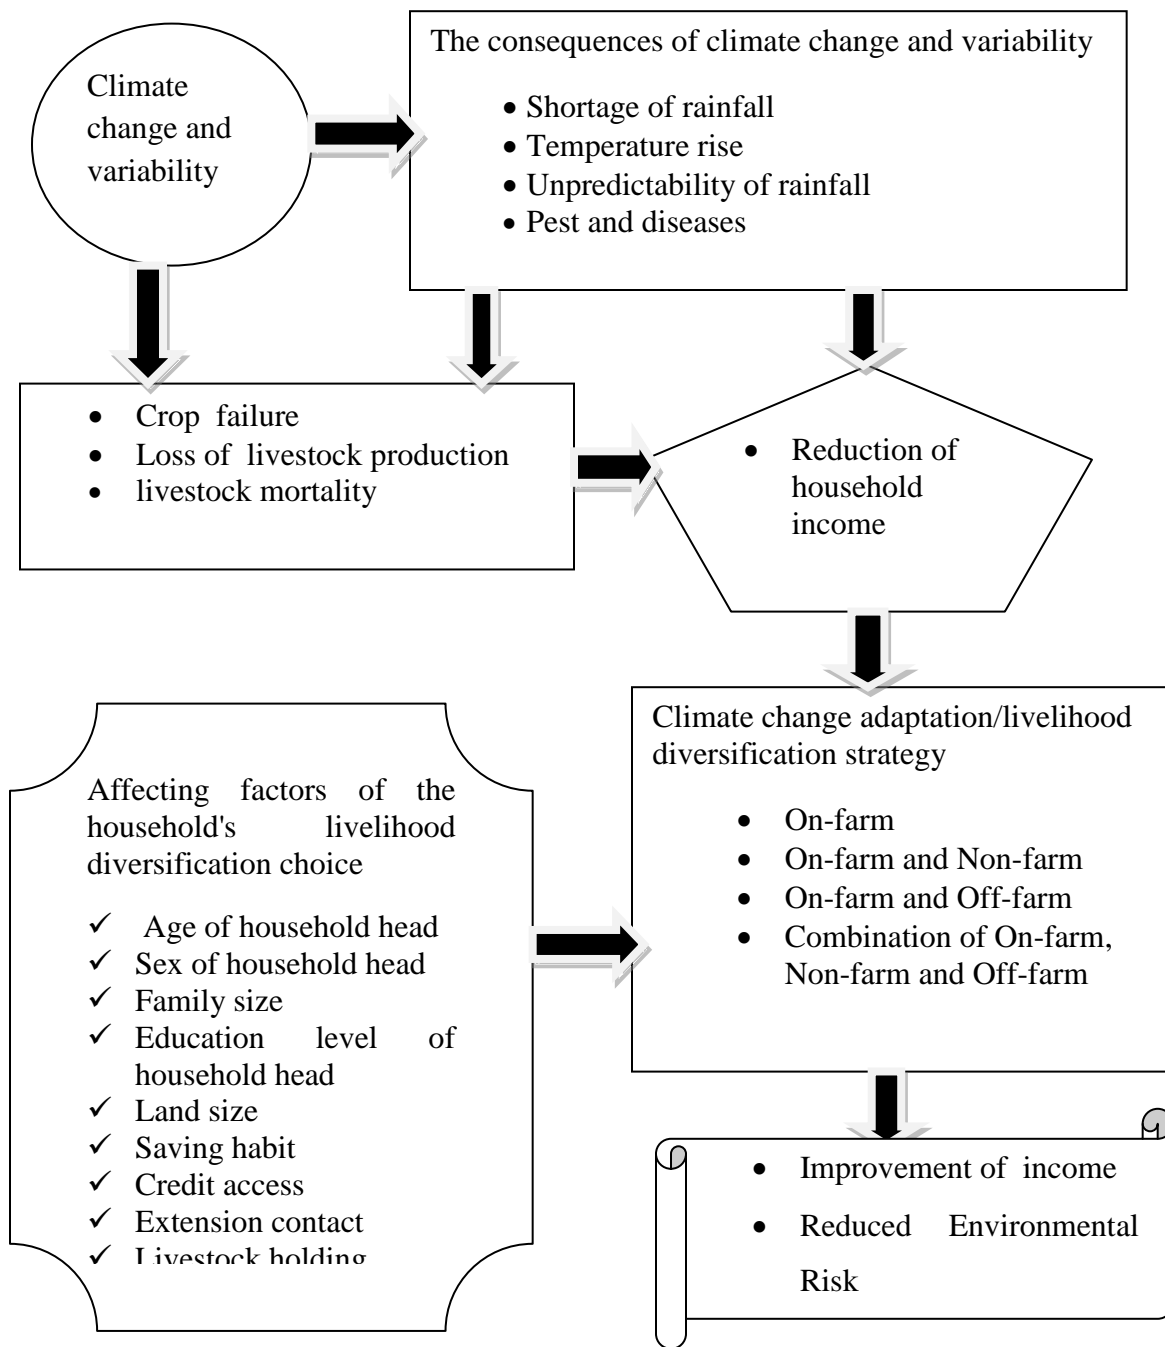 Climate
change and
variability
The consequences of climate change and variability
• Shortage of rainfall
• Temperature rise
• Unpredictability of rainfall
• Pest and diseases
• Crop failure
• Loss of livestock production
• livestock mortality
• Reduction of
household
income
Affecting factors of the
household's livelihood
diversification choice
✓ Age of household head
✓ Sex of household head
✓ Family size
✓ Education level of
household head
✓ Land size
✓ Saving habit
✓ Credit access
✓ Extension contact
✓ Livestock holding
Climate change adaptation/livelihood
diversification strategy
• On-farm
• On-farm and Non-farm
• On-farm and Off-farm
• Combination of On-farm,
Non-farm and Off-farm
• Improvement of income
• Reduced Environmental
Risk